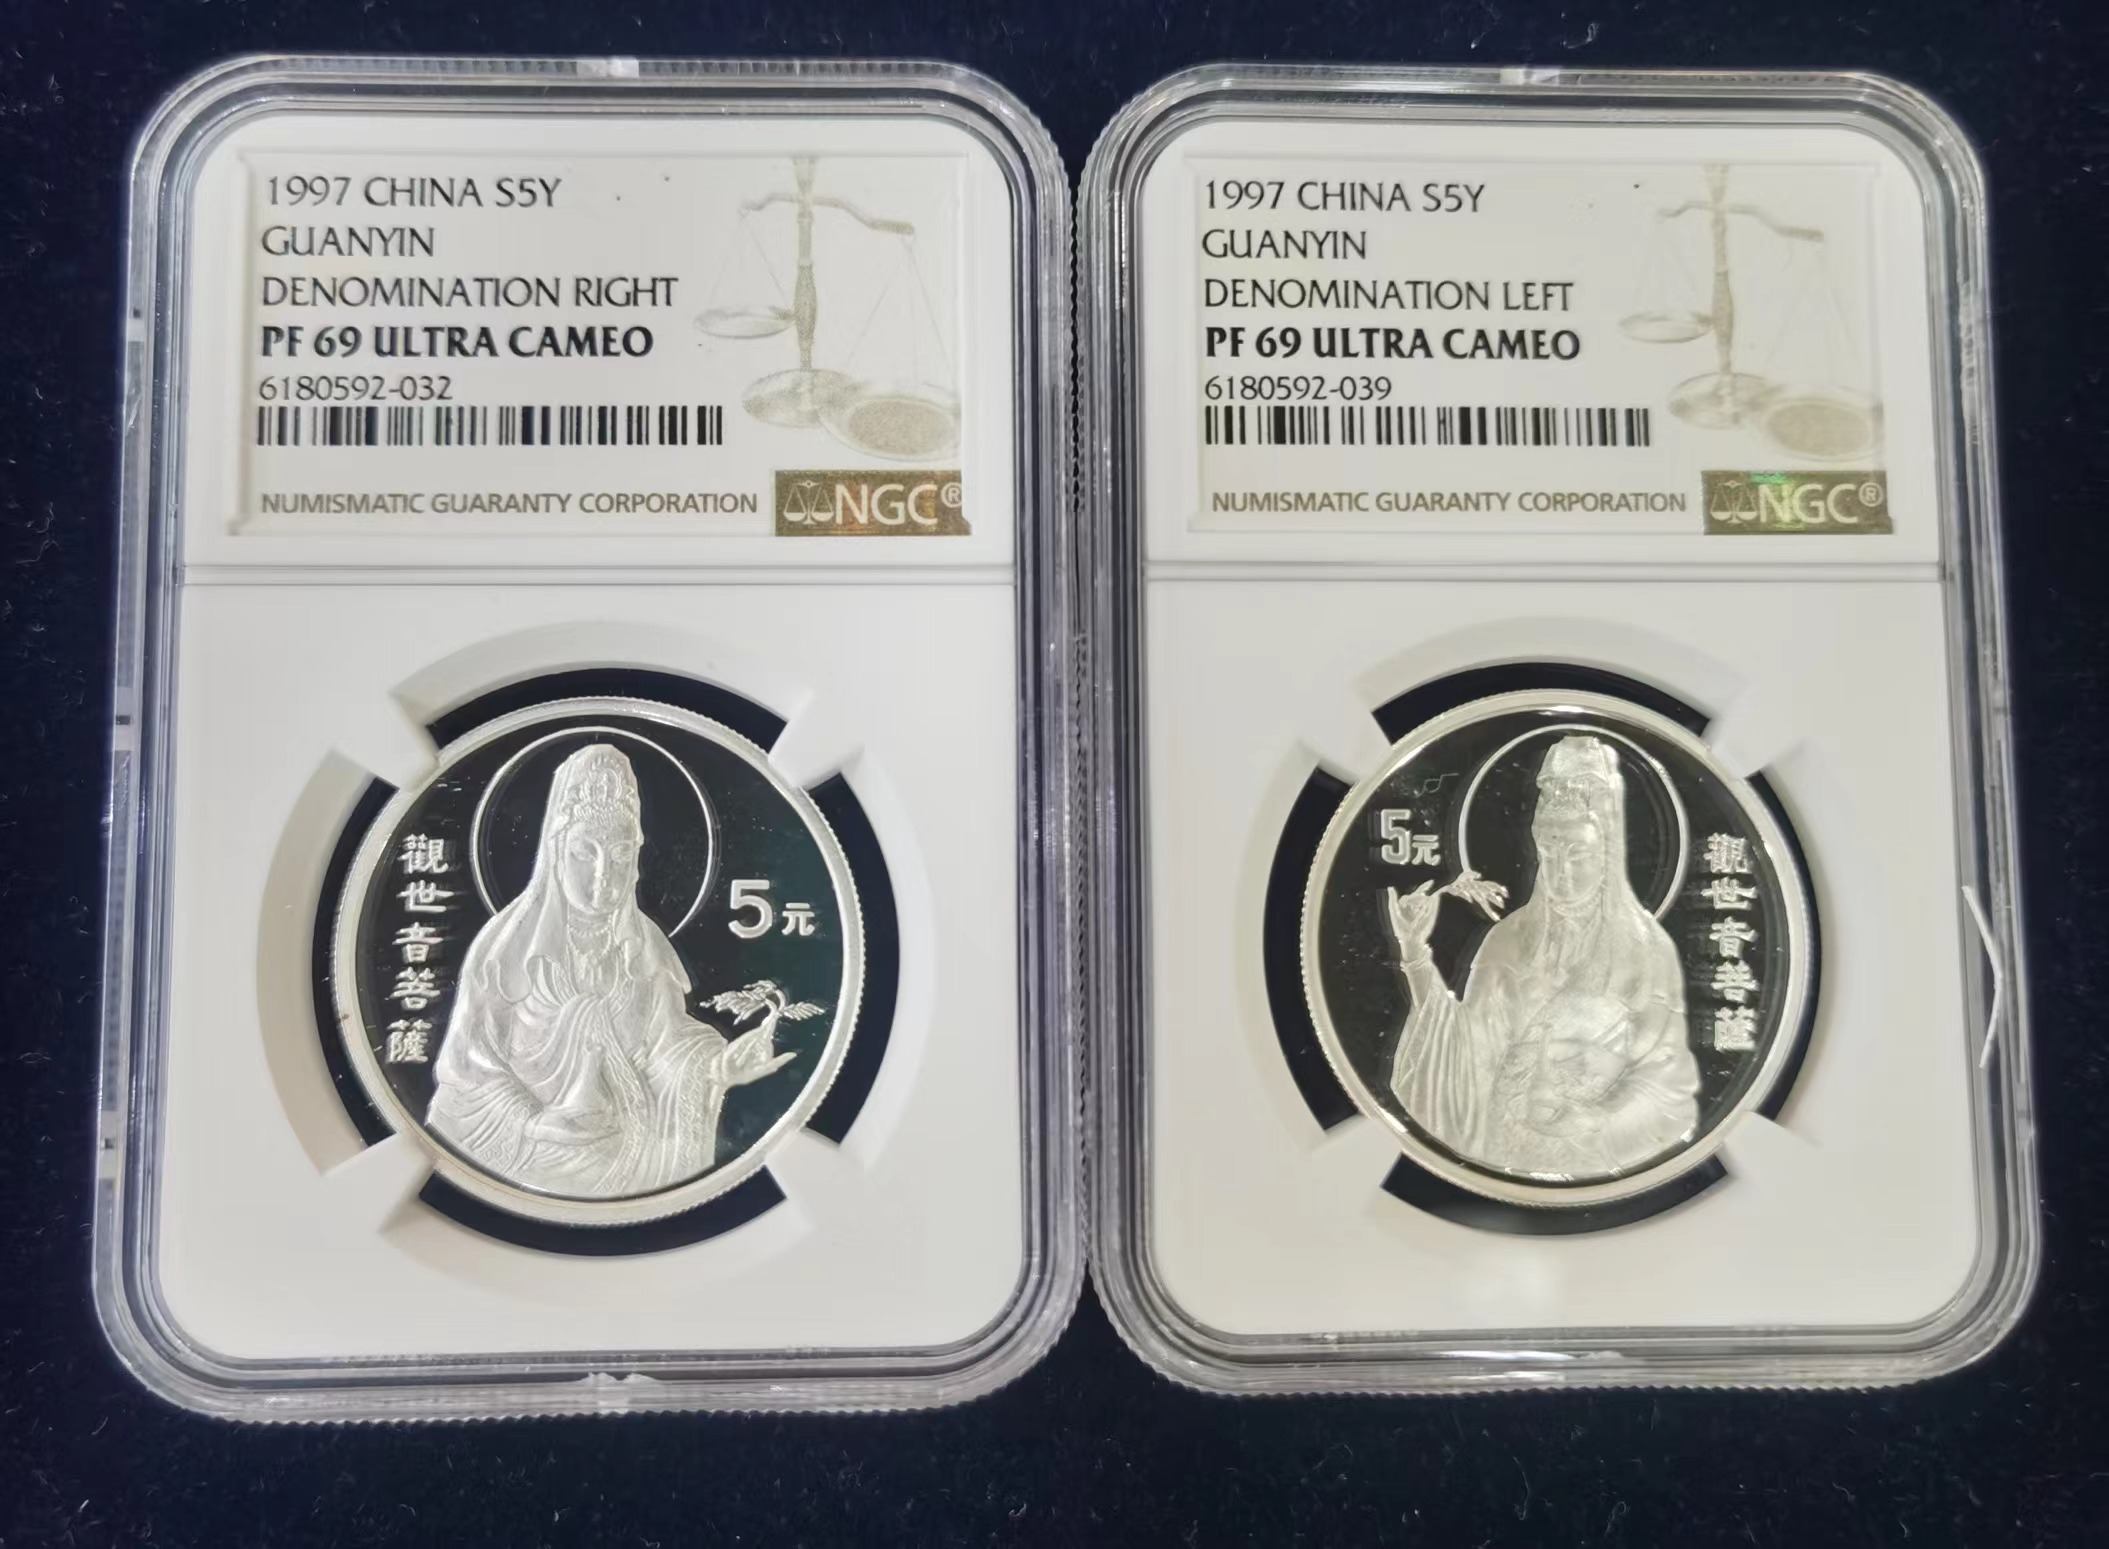 1997 CHINA S5Y
GUANYIN
DENOMINATION RIGHT
PF 69 ULTRA CAMEO
6180592-032
NUMISMATIC GUARANTY CORPORATION
NGC®
觀世音菩薩
5元
1997 CHINA S5Y
GUANYIN
DENOMINATION LEFT
PF 69 ULTRA CAMEO
6180592-039
NUMISMATIC GUARANTY CORPORATION
NGC®
5元
觀世音菩薩